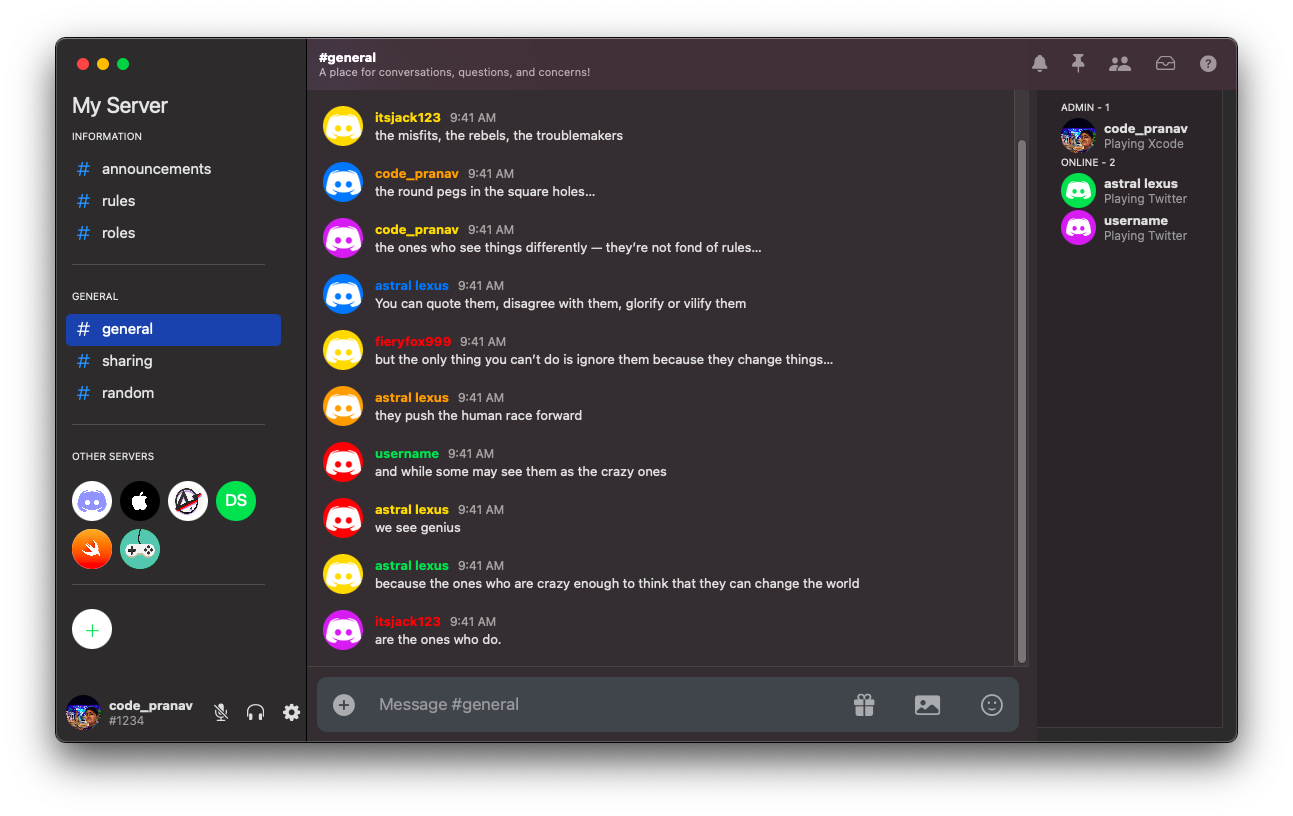 My Server
INFORMATION
# announcements
# rules
# roles
GENERAL
# general
# sharing
# random
OTHER SERVERS
DS
+
code_pranav
#1234
#general
A place for conversations, questions, and concerns!
itsjack123 9:41 AM
the misfits, the rebels, the troublemakers
code_pranav 9:41 AM
the round pegs in the square holes...
code_pranav 9:41 AM
the ones who see things differently — they’re not fond of rules...
astral lexus 9:41 AM
You can quote them, disagree with them, glorify or vilify them
fieryfox999 9:41 AM
but the only thing you can’t do is ignore them because they change things...
astral lexus 9:41 AM
they push the human race forward
username 9:41 AM
and while some may see them as the crazy ones
astral lexus 9:41 AM
we see genius
astral lexus 9:41 AM
because the ones who are crazy enough to think that they can change the world
itsjack123 9:41 AM
are the ones who do.
Message #general
ADMIN - 1
code_pranav
Playing Xcode
ONLINE - 2
astral lexus
Playing Twitter
username
Playing Twitter